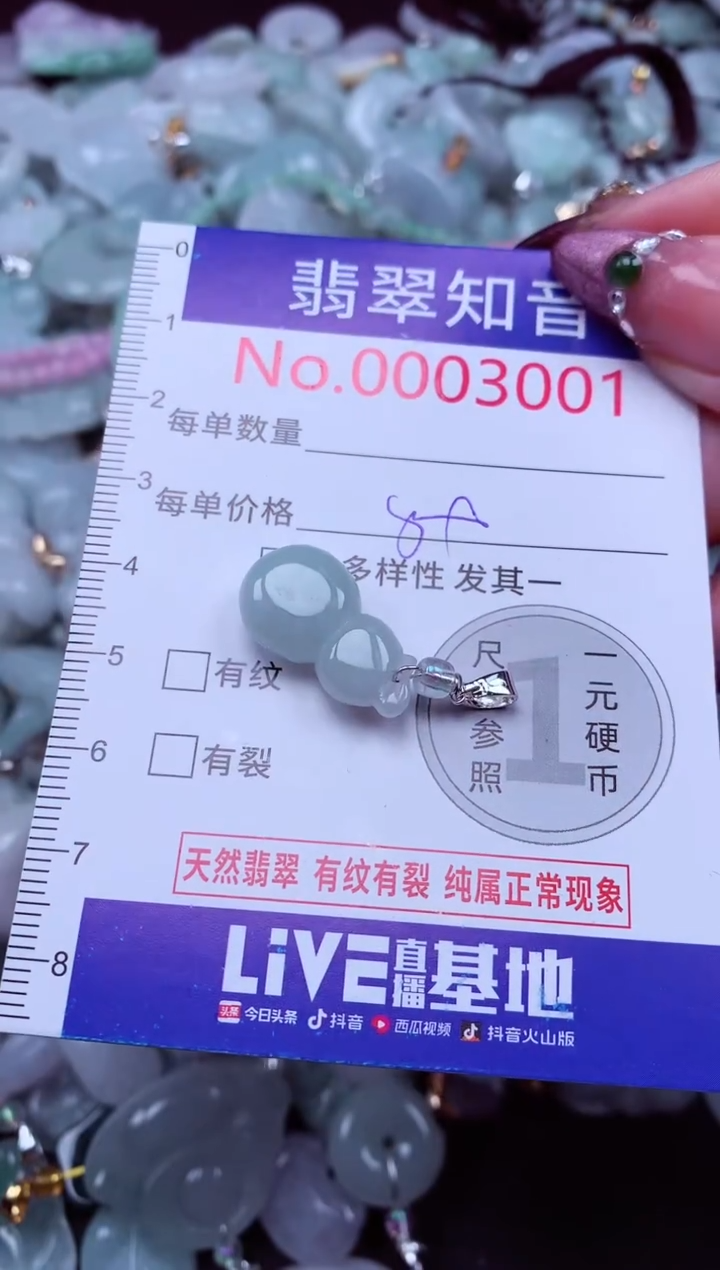 翡翠知音
No.0003001
每单数量
每单价格
多样性 发其一
有纹
有裂
尺参照
1
一元硬币
天然翡翠 有纹有裂 纯属正常现象
LIVE直播基地
头条 今日头条 抖音 西瓜视频 抖音火山版
0
1
2
3
4
5
6
7
8